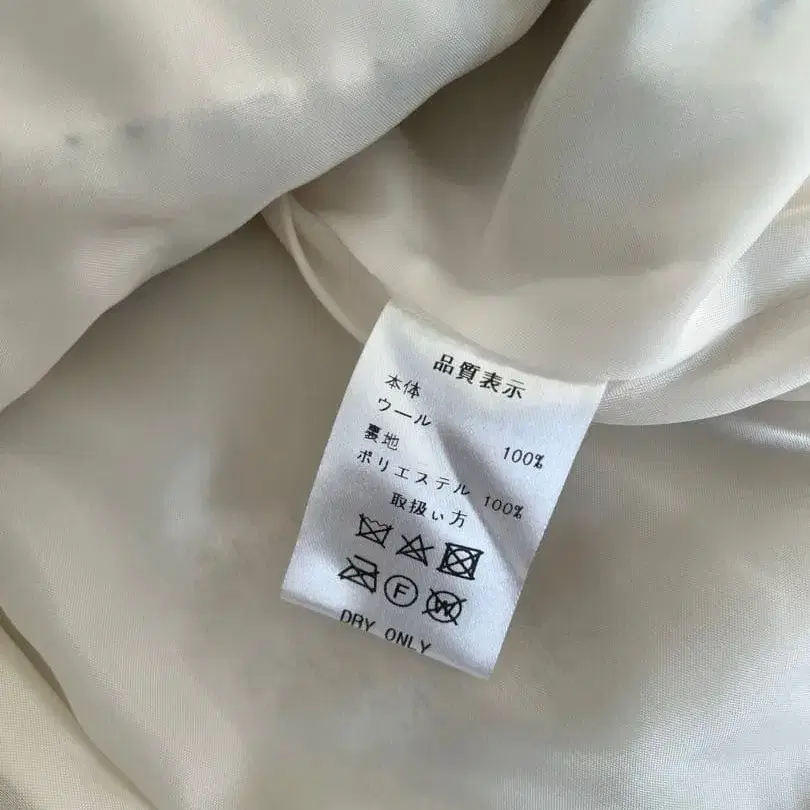 品質表示
本体
ウール 100%
裏地
ポリエステル 100%
取扱ぃ方
F W
DRY ONLY